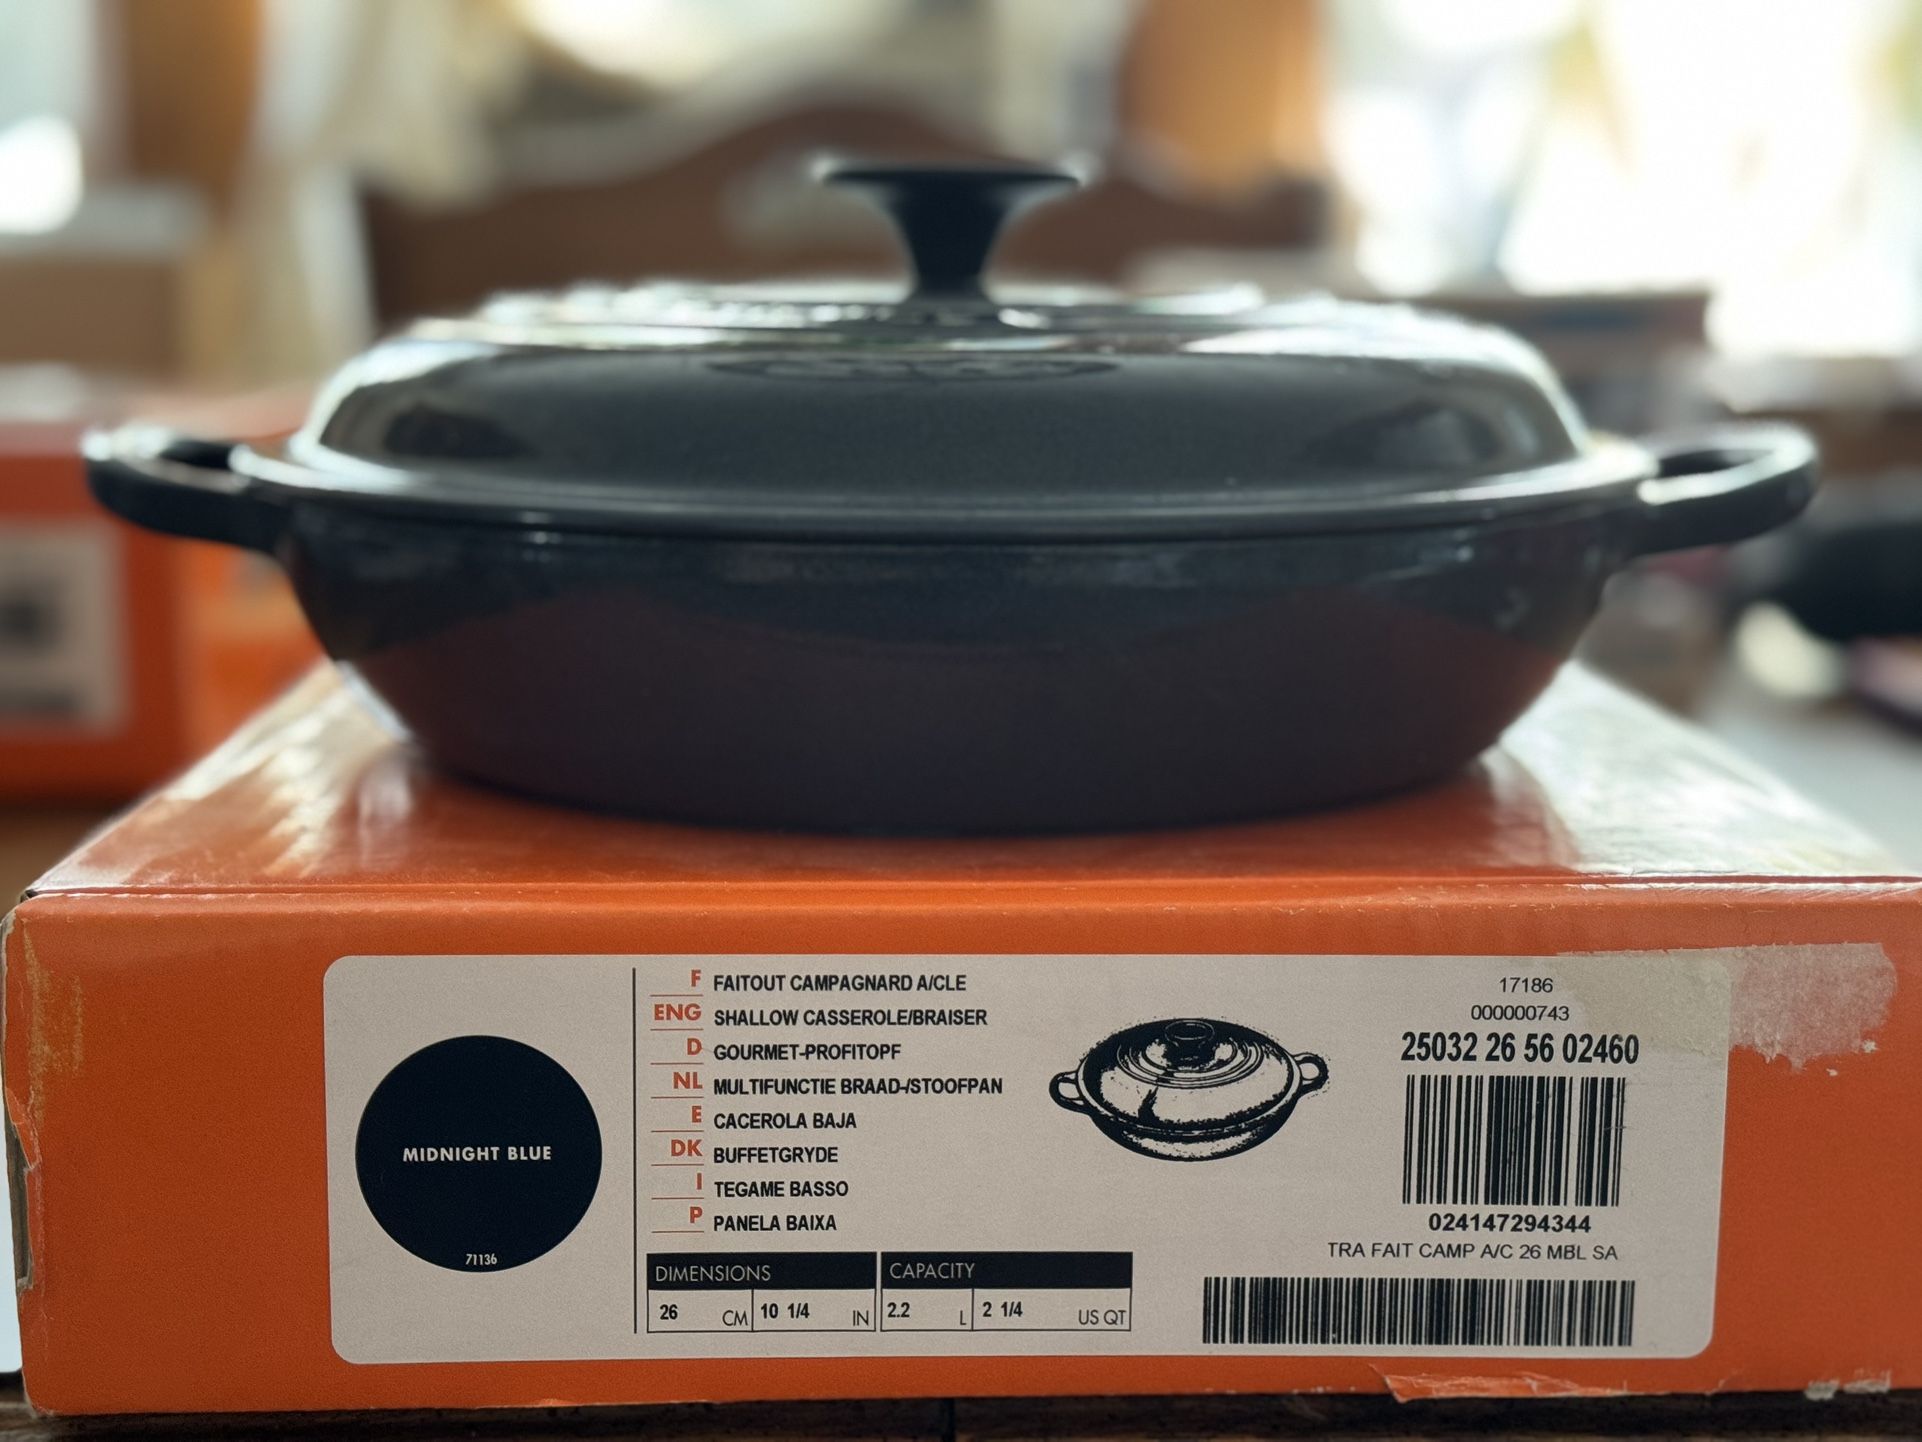 MIDNIGHT BLUE
71136
F FAITOUT CAMPAGNARD A/CLE
ENG SHALLOW CASSEROLE/BRAISER
D GOURMET-PROFITOPF
NL MULTIFUNCTIE BRAAD-/STOOFPAN
E CACEROLA BAJA
DK BUFFETGRYDE
I TEGAME BASSO
P PANELA BAIXA
DIMENSIONS CAPACITY
26 CM 10 1/4 IN 2.2 L 2 1/4 US QT
17186
000000743
25032 26 56 02460
024147294344
TRA FAIT CAMP A/C 26 MBL SA